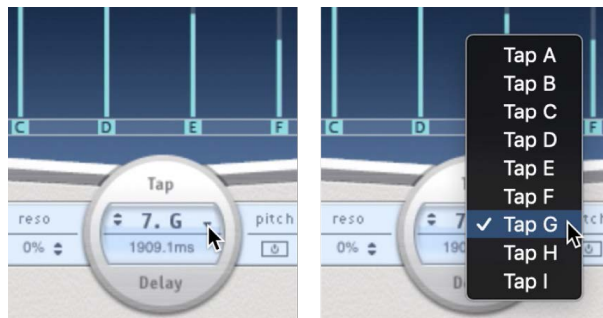 C D E F
Tap
reso 7. G pitch
0% 1909.1ms
Delay
C D F
Tap A
Tap B
Tap C
Tap D
Tap E
Tap F
✓ Tap G
Tap H
Tap I
reso 7
0% 190